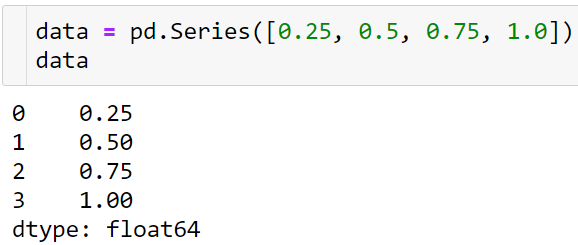 data = pd.Series([0.25, 0.5, 0.75, 1.0])
data
0    0.25
1    0.50
2    0.75
3    1.00
dtype: float64